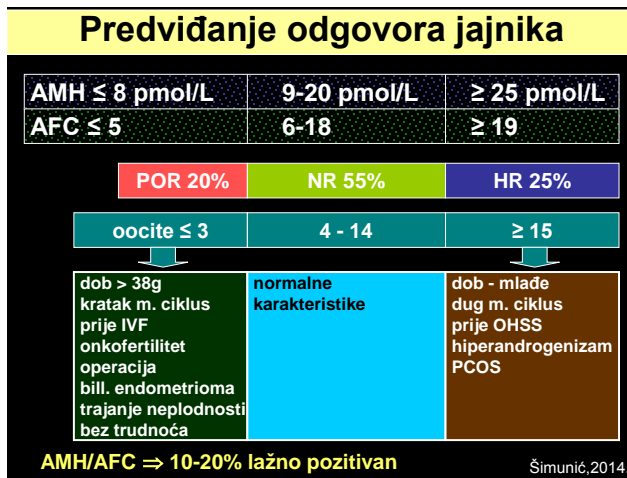 Predviđanje odgovora jajnika
AMH ≤ 8 pmol/L 9-20 pmol/L ≥ 25 pmol/L
AFC ≤ 5 6-18 ≥ 19
POR 20% NR 55% HR 25%
oocite ≤ 3 4 - 14 ≥ 15
dob > 38g
kratak m. ciklus
prije IVF
onkofertilitet
operacija
bill. endometrioma
trajanje neplodnosti
bez trudnoća
normalne
karakteristike
dob - mlađe
dug m. ciklus
prije OHSS
hiperandrogenizam
PCOS
AMH/AFC ⇒ 10-20% lažno pozitivan
Šimunić,2014.